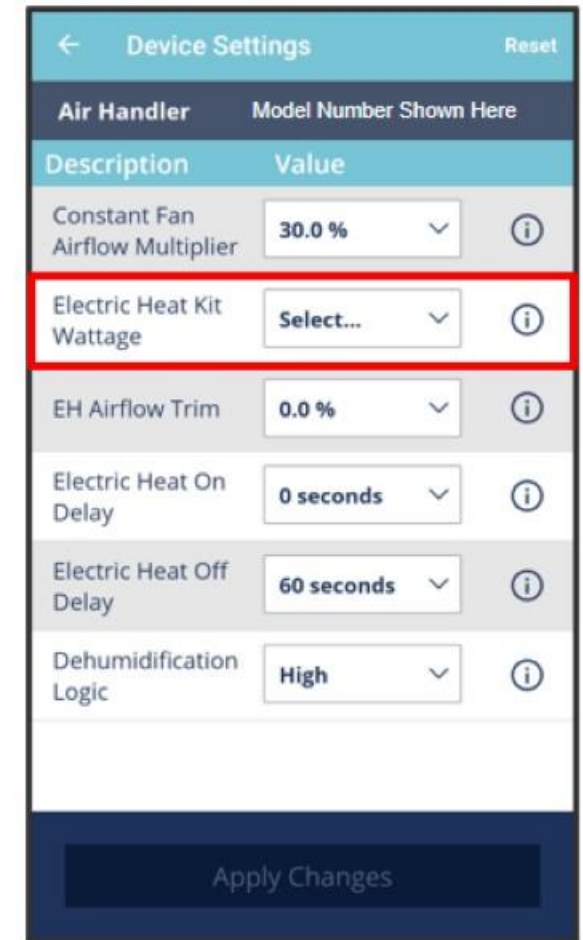 Device Settings Reset
Air Handler Model Number Shown Here
Description Value
Constant Fan
Airflow Multiplier
30.0 %
Electric Heat Kit
Wattage
Select...
EH Airflow Trim 0.0 %
Electric Heat On
Delay
0 seconds
Electric Heat Off
Delay
60 seconds
Dehumidification
Logic
High
Apply Changes